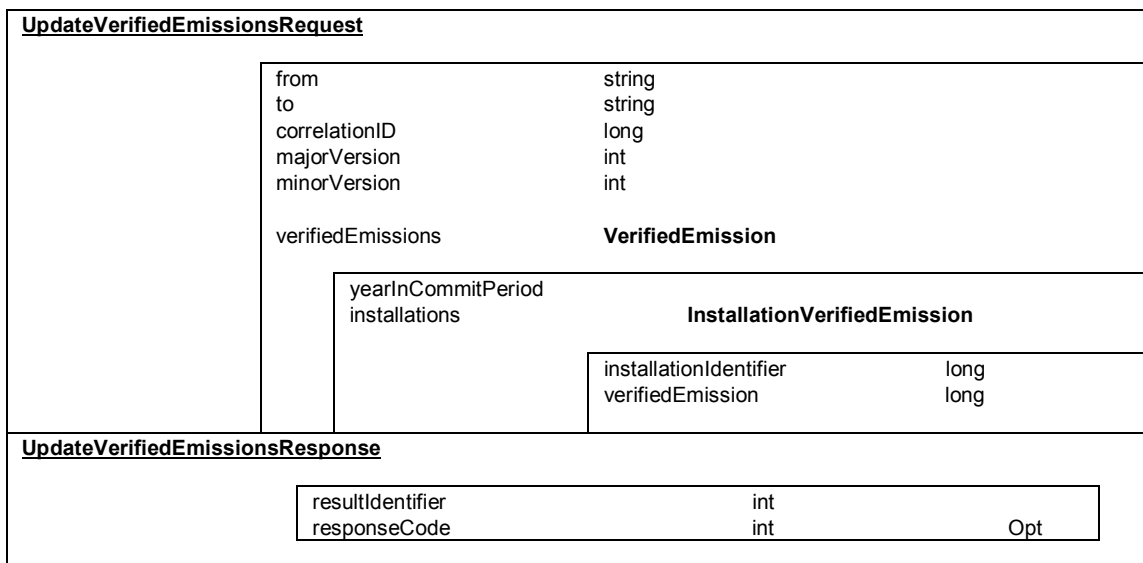 UpdateVerifiedEmissionsRequest
from string
to string
correlationID long
majorVersion int
minorVersion int
verifiedEmissions VerifiedEmission
yearInCommitPeriod
installations InstallationVerifiedEmission
installationIdentifier long
verifiedEmission long
UpdateVerifiedEmissionsResponse
resultIdentifier int
responseCode int Opt